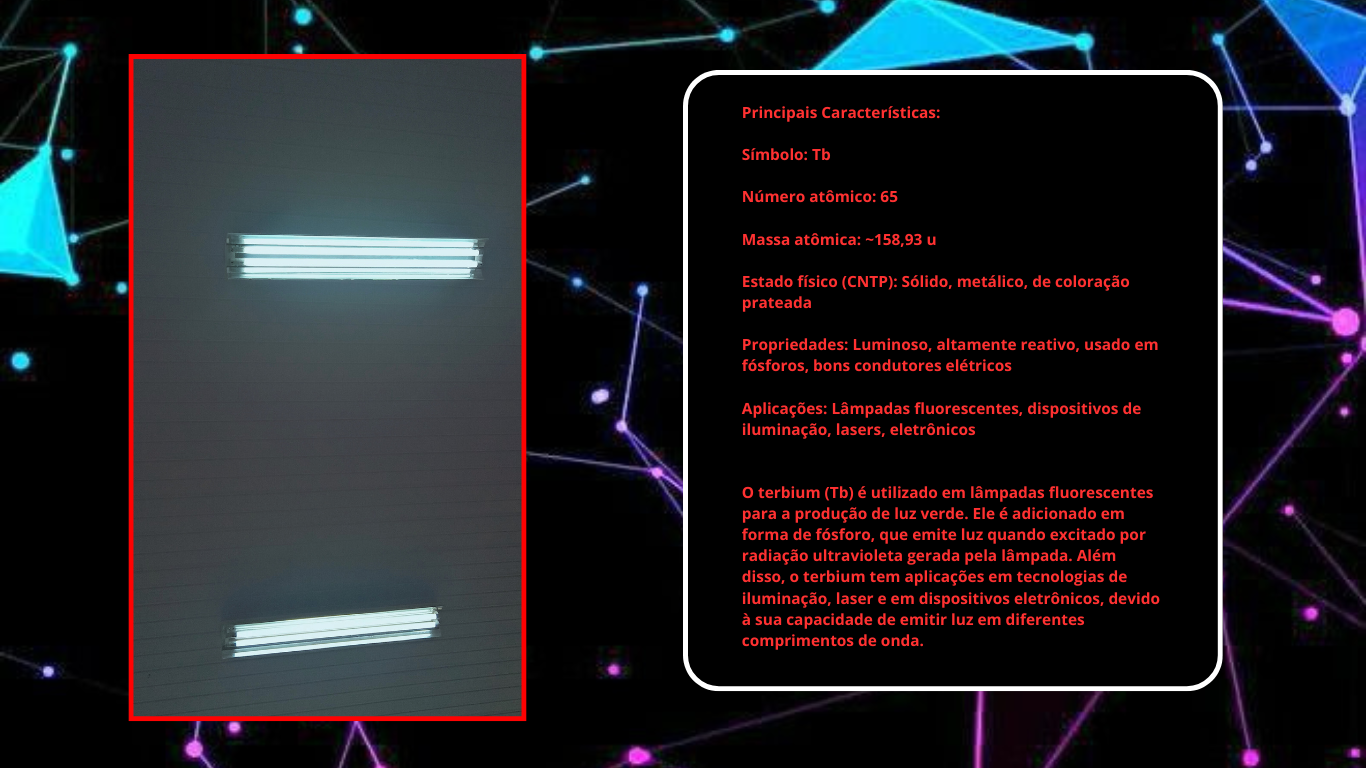 Principais Características:
Símbolo: Tb
Número atômico: 65
Massa atômica: ~158,93 u
Estado físico (CNTP): Sólido, metálico, de coloração
prateada
Propriedades: Luminoso, altamente reativo, usado em
fósforos, bons condutores elétricos
Aplicações: Lâmpadas fluorescentes, dispositivos de
iluminação, lasers, eletrônicos
O terbium (Tb) é utilizado em lâmpadas fluorescentes
para a produção de luz verde. Ele é adicionado em
forma de fósforo, que emite luz quando excitado por
radiação ultravioleta gerada pela lâmpada. Além
disso, o terbium tem aplicações em tecnologias de
iluminação, laser e em dispositivos eletrônicos, devido
à sua capacidade de emitir luz em diferentes
comprimentos de onda.